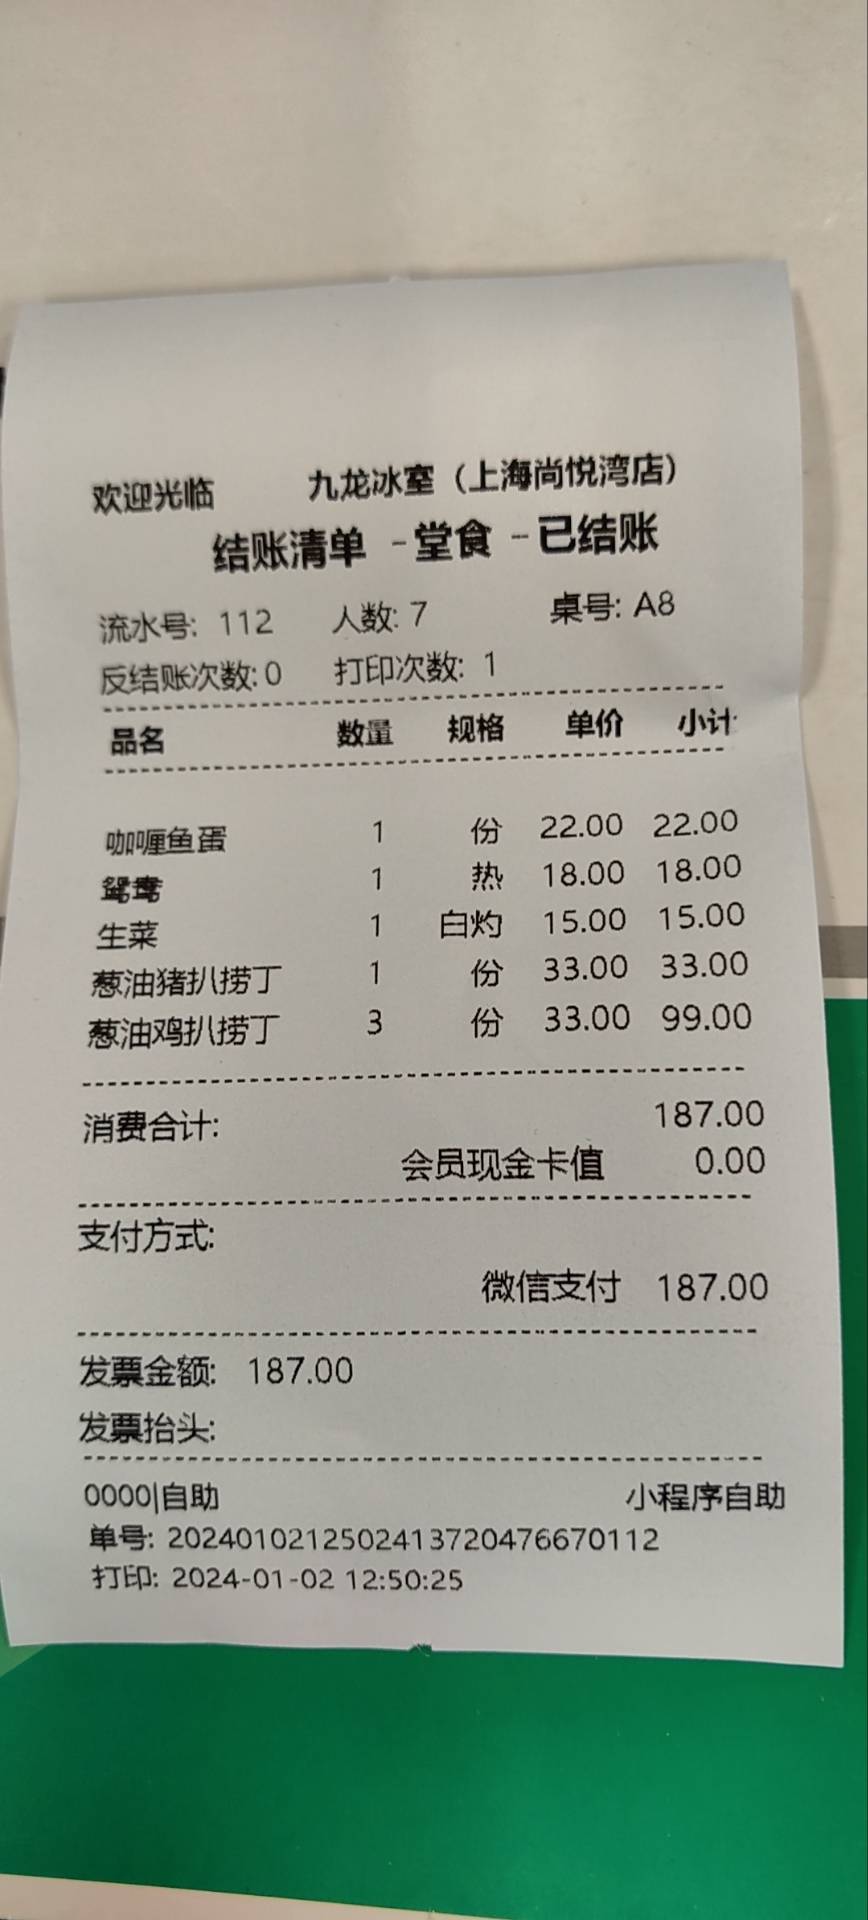 欢迎光临 九龙冰室（上海尚悦湾店）
结账清单 -堂食 -已结账
流水号: 112 人数: 7 桌号: A8
反结账次数: 0 打印次数: 1
品名 数量 规格 单价 小计
咖喱鱼蛋 1 份 22.00 22.00
鸳鸯 1 热 18.00 18.00
生菜 1 白灼 15.00 15.00
葱油猪扒捞丁 1 份 33.00 33.00
葱油鸡扒捞丁 3 份 33.00 99.00
消费合计: 187.00
会员现金卡值 0.00
支付方式:
微信支付 187.00
发票金额: 187.00
发票抬头:
0000|自助 小程序自助
单号: 20240102125024137204766​70112
打印: 2024-01-02 12:50:25